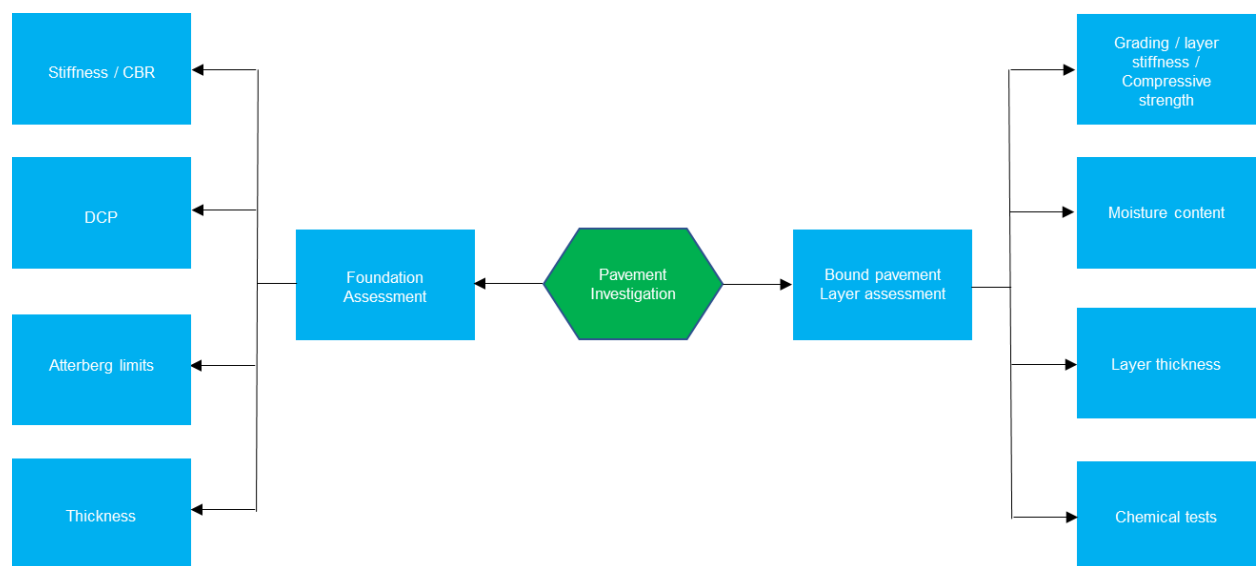 Stiffness / CBR
DCP
Atterberg limits
Thickness
Foundation
Assessment
Pavement
Investigation
Bound pavement
Layer assessment
Grading / layer
stiffness /
Compressive
strength
Moisture content
Layer thickness
Chemical tests